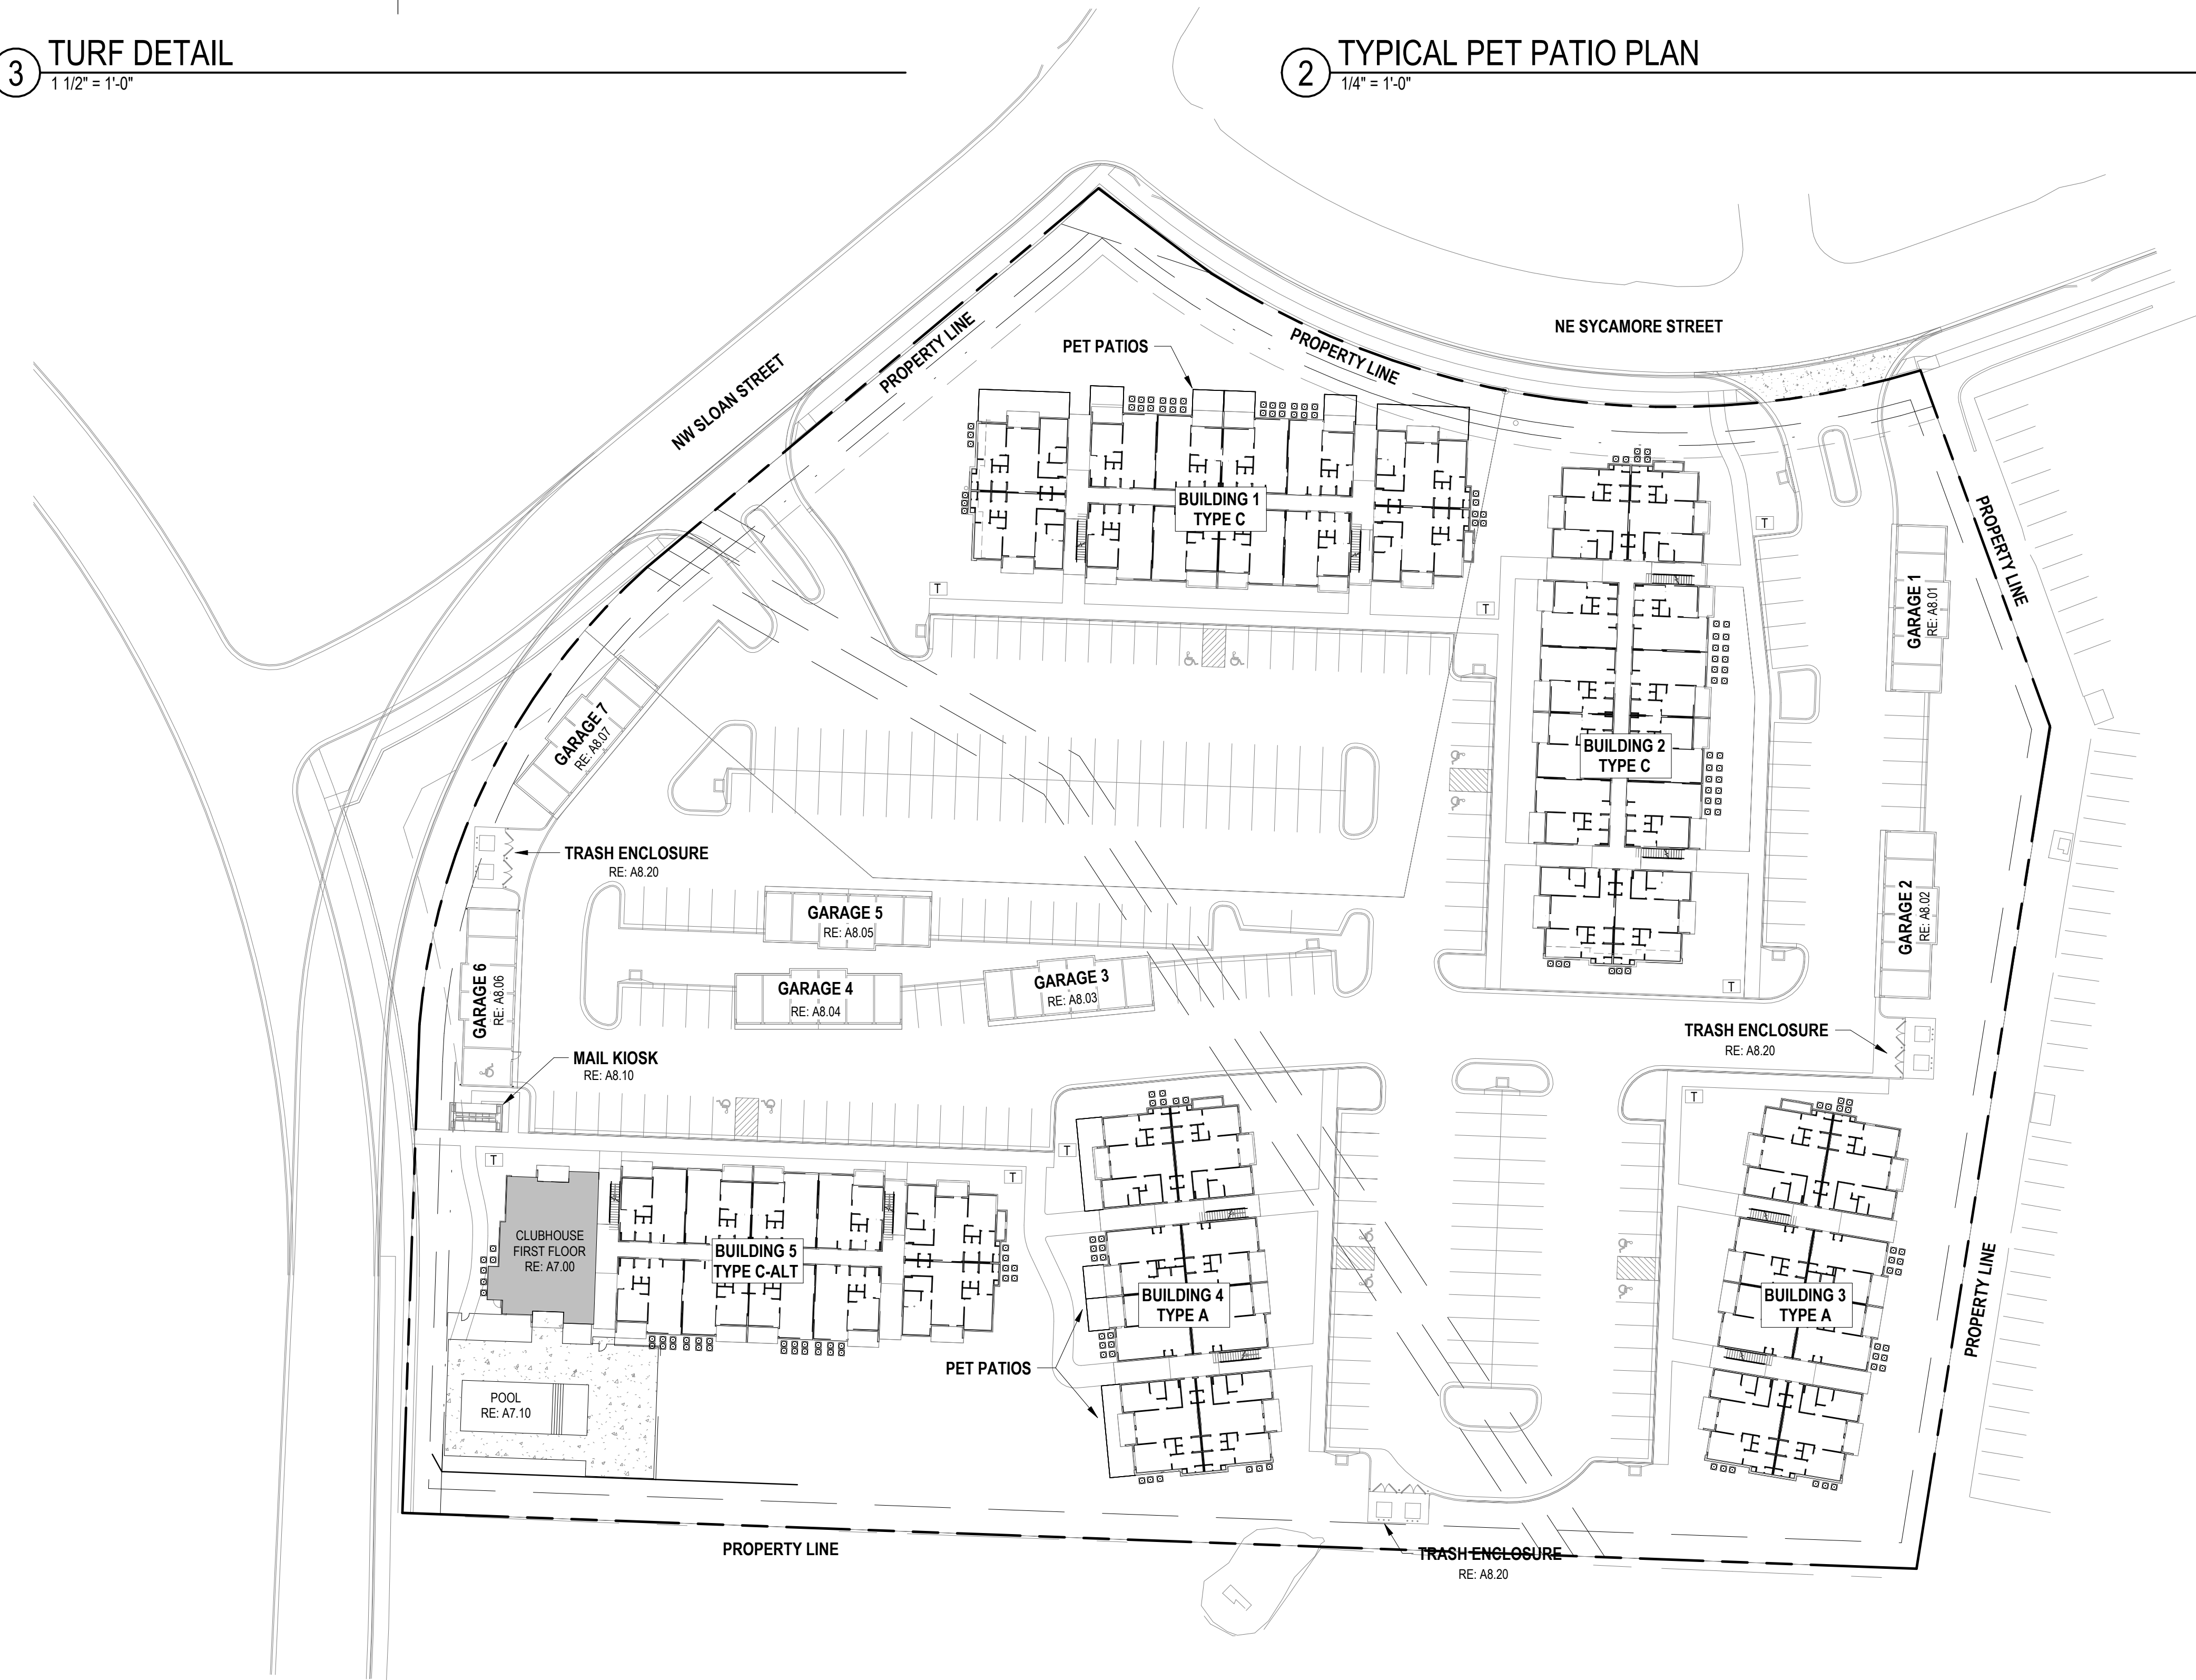 3
TURF DETAIL
1 1/2" = 1'-0"
2
TYPICAL PET PATIO PLAN
1/4" = 1'-0"
NE SYCAMORE STREET
PROPERTY LINE
PROPERTY LINE
PET PATIOS
NW SLOAN STREET
BUILDING 1
TYPE C
PROPERTY LINE
T
T
T
GARAGE 1
RE: A8.01
GARAGE 7
RE: A8.07
BUILDING 2
TYPE C
TRASH ENCLOSURE
RE: A8.20
GARAGE 5
RE: A8.05
GARAGE 2
RE: A8.02
GARAGE 6
RE: A8.06
GARAGE 4
RE: A8.04
GARAGE 3
RE: A8.03
T
TRASH ENCLOSURE
RE: A8.20
MAIL KIOSK
RE: A8.10
T
T
T
T
CLUBHOUSE
FIRST FLOOR
RE: A7.00
BUILDING 5
TYPE C-ALT
BUILDING 4
TYPE A
BUILDING 3
TYPE A
PROPERTY LINE
PET PATIOS
POOL
RE: A7.10
PROPERTY LINE
TRASH ENCLOSURE
RE: A8.20